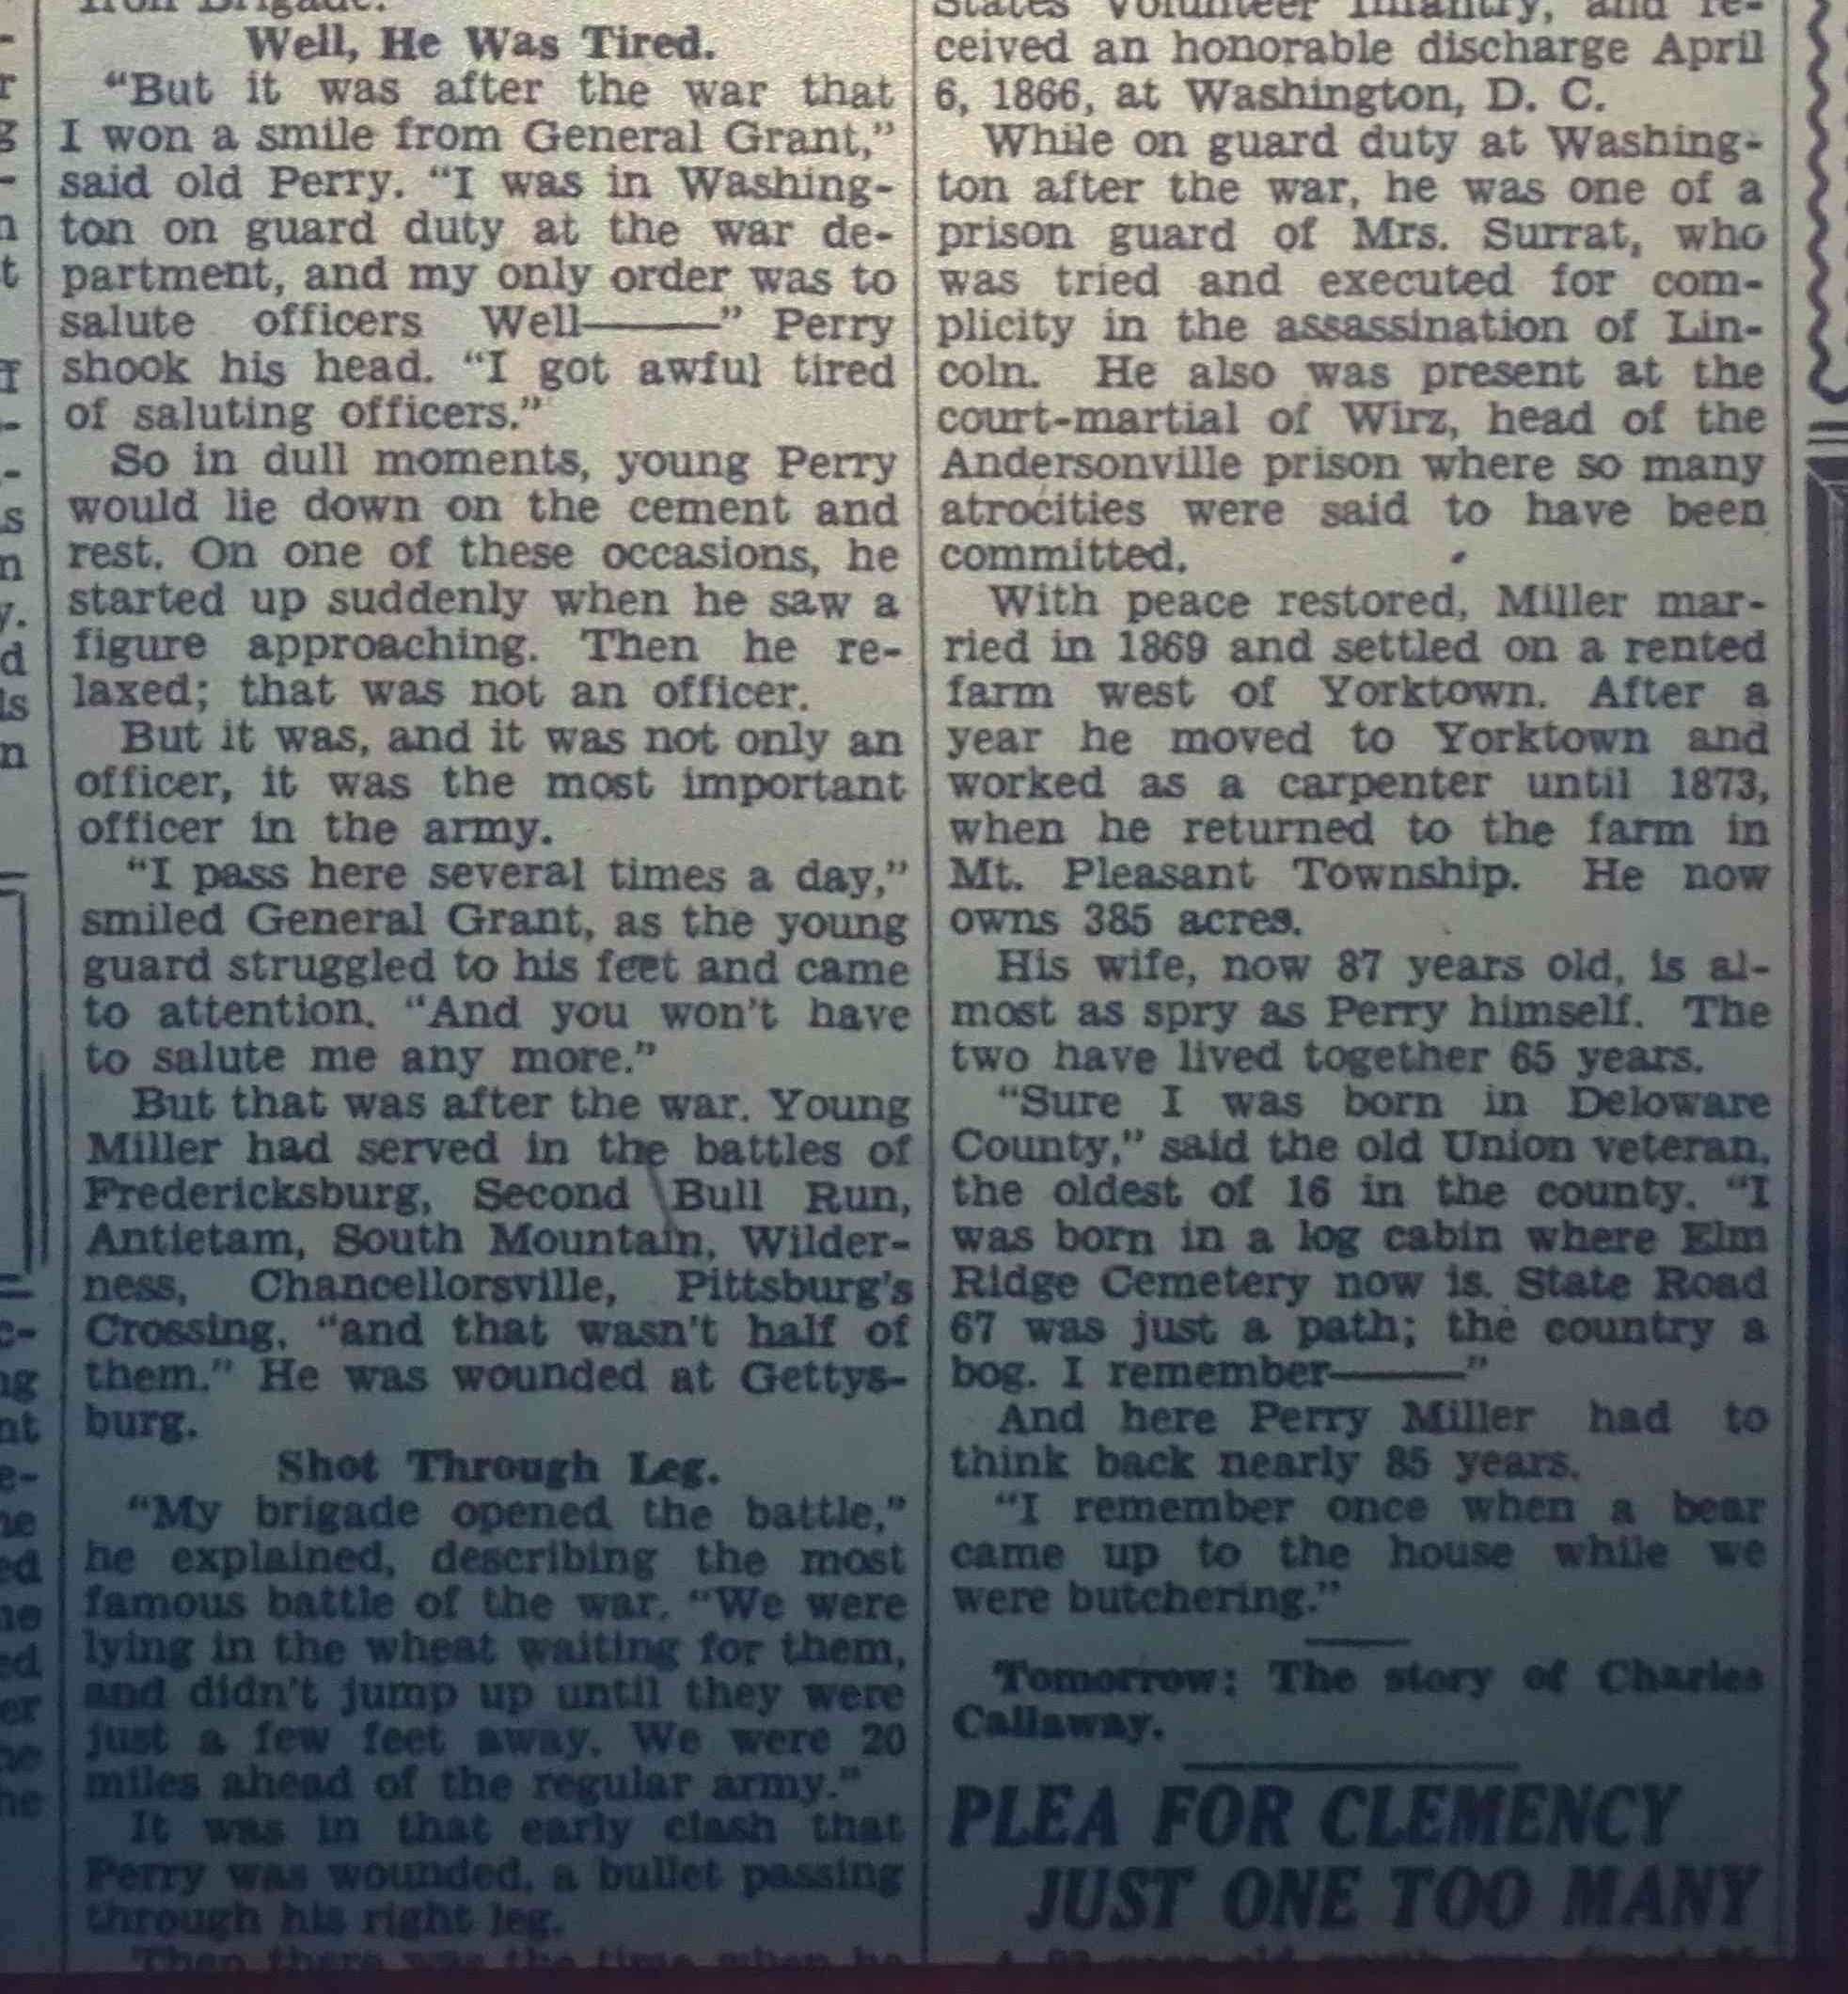 Iron Brigade.
Well, He Was Tired.
"But it was after the war that
I won a smile from General Grant,"
said old Perry. "I was in Washing-
ton on guard duty at the war de-
partment, and my only order was to
salute officers Well———" Perry
shook his head. "I got awful tired
of saluting officers."
So in dull moments, young Perry
would lie down on the cement and
rest. On one of these occasions, he
started up suddenly when he saw a
figure approaching. Then he re-
laxed; that was not an officer.
But it was, and it was not only an
officer, it was the most important
officer in the army.
"I pass here several times a day,"
smiled General Grant, as the young
guard struggled to his feet and came
to attention. "And you won't have
to salute me any more."
But that was after the war. Young
Miller had served in the battles of
Fredericksburg, Second Bull Run,
Antietam, South Mountain, Wilder-
ness, Chancellorsville, Pittsburg's
Crossing, "and that wasn't half of
them." He was wounded at Gettys-
burg.
Shot Through Leg.
"My brigade opened the battle,"
he explained, describing the most
famous battle of the war. "We were
lying in the wheat waiting for them,
and didn't jump up until they were
just a few feet away. We were 20
miles ahead of the regular army."
It was in that early clash that
Perry was wounded, a bullet passing
through his right leg.
Then there was the time when he
States Volunteer Infantry, and re-
ceived an honorable discharge April
6, 1866, at Washington, D. C.
While on guard duty at Washing-
ton after the war, he was one of a
prison guard of Mrs. Surrat, who
was tried and executed for com-
plicity in the assassination of Lin-
coln. He also was present at the
court-martial of Wirz, head of the
Andersonville prison where so many
atrocities were said to have been
committed.
With peace restored, Miller mar-
ried in 1869 and settled on a rented
farm west of Yorktown. After a
year he moved to Yorktown and
worked as a carpenter until 1873,
when he returned to the farm in
Mt. Pleasant Township. He now
owns 385 acres.
His wife, now 87 years old, is al-
most as spry as Perry himself. The
two have lived together 65 years.
"Sure I was born in Deloware
County," said the old Union veteran,
the oldest of 16 in the county. "I
was born in a log cabin where Elm
Ridge Cemetery now is. State Road
67 was just a path; the country a
bog. I remember———"
And here Perry Miller had to
think back nearly 85 years.
"I remember once when a bear
came up to the house while we
were butchering."
Tomorrow: The story of Charles
Callaway.
PLEA FOR CLEMENCY
JUST ONE TOO MANY